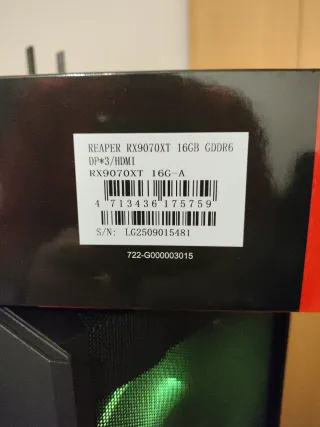 REAPER RX9070XT 16GB GDDR6
DP*3/HDMI
RX9070XT 16G-A
4 713436 175759
S/N: LG2509015481
722-G000003015